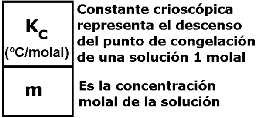 Kc
(°C/molal)
Constante crioscópica
representa el descenso
del punto de congelación
de una solución 1 molal
m
Es la concentración
molal de la solución